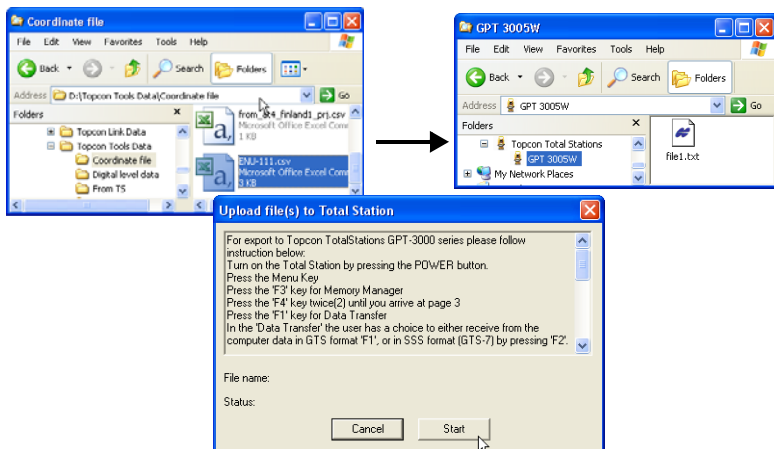 Coordinate file
File Edit View Favorites Tools Help
Back Search Folders
Address D:\Topcon Tools Data\Coordinate file Go
Folders
Topcon Link Data
Topcon Tools Data
Coordinate file
Digital level data
From TS
from_ts4_finland1_prj.csv
Microsoft Office Excel Com
1 KB
ENU-111.csv
Microsoft Office Excel Com
3 KB
GPT 3005W
File Edit View Favorites Tools Help
Back Search Folders
Address GPT 3005W Go
Folders
Topcon Total Stations
GPT 3005W
My Network Places
file1.txt
Upload file(s) to Total Station
For export to Topcon TotalStations GPT-3000 series please follow
instruction below:
Turn on the Total Station by pressing the POWER button.
Press the Menu Key
Press the 'F3' key for Memory Manager
Press the 'F4' key twice(2) until you arrive at page 3
Press the 'F1' key for Data Transfer
In the 'Data Transfer' the user has a choice to either receive from the
computer data in GTS format 'F1', or in SSS format (GTS-7) by pressing 'F2'.
File name:
Status:
Cancel Start